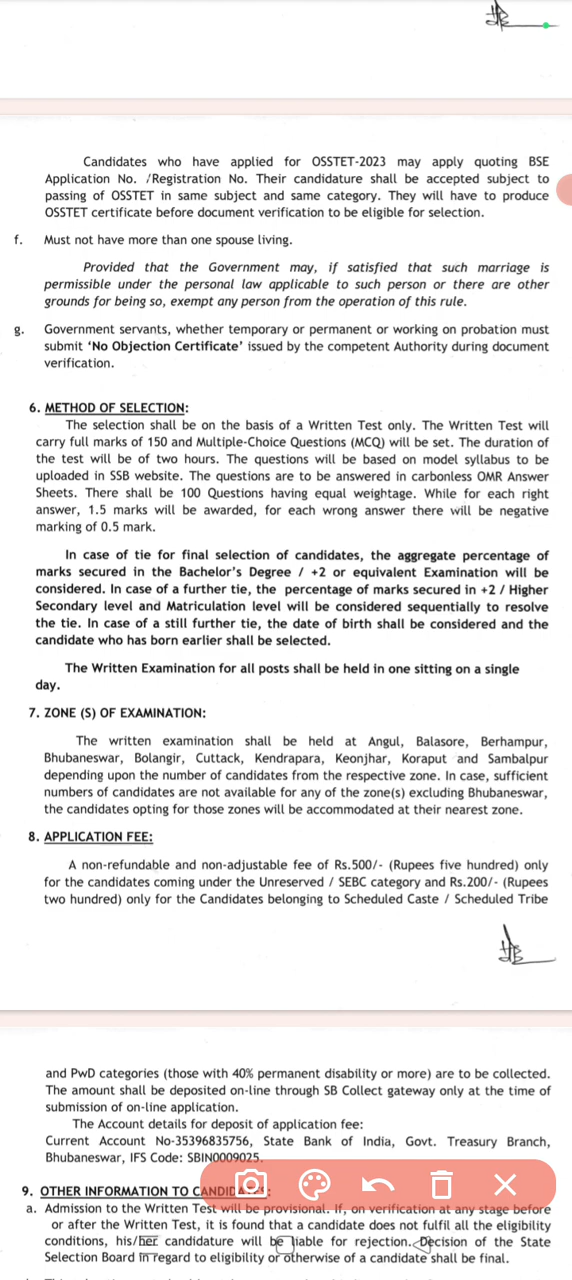 Candidates who have applied for OSSTET-2023 may apply quoting BSE
Application No. /Registration No. Their candidature shall be accepted subject to
passing of OSSTET in same subject and same category. They will have to produce
OSSTET certificate before document verification to be eligible for selection.
f. Must not have more than one spouse living.
Provided that the Government may, if satisfied that such marriage is
permissible under the personal law applicable to such person or there are other
grounds for being so, exempt any person from the operation of this rule.
g. Government servants, whether temporary or permanent or working on probation must
submit ‘No Objection Certificate’ issued by the competent Authority during document
verification.
6. METHOD OF SELECTION:
The selection shall be on the basis of a Written Test only. The Written Test will
carry full marks of 150 and Multiple-Choice Questions (MCQ) will be set. The duration of
the test will be of two hours. The questions will be based on model syllabus to be
uploaded in SSB website. The questions are to be answered in carbonless OMR Answer
Sheets. There shall be 100 Questions having equal weightage. While for each right
answer, 1.5 marks will be awarded, for each wrong answer there will be negative
marking of 0.5 mark.
In case of tie for final selection of candidates, the aggregate percentage of
marks secured in the Bachelor’s Degree / +2 or equivalent Examination will be
considered. In case of a further tie, the percentage of marks secured in +2 / Higher
Secondary level and Matriculation level will be considered sequentially to resolve
the tie. In case of a still further tie, the date of birth shall be considered and the
candidate who has born earlier shall be selected.
The Written Examination for all posts shall be held in one sitting on a single
day.
7. ZONE (S) OF EXAMINATION:
The written examination shall be held at Angul, Balasore, Berhampur,
Bhubaneswar, Bolangir, Cuttack, Kendrapara, Keonjhar, Koraput and Sambalpur
depending upon the number of candidates from the respective zone. In case, sufficient
numbers of candidates are not available for any of the zone(s) excluding Bhubaneswar,
the candidates opting for those zones will be accommodated at their nearest zone.
8. APPLICATION FEE:
A non-refundable and non-adjustable fee of Rs.500/- (Rupees five hundred) only
for the candidates coming under the Unreserved / SEBC category and Rs.200/- (Rupees
two hundred) only for the Candidates belonging to Scheduled Caste / Scheduled Tribe
and PwD categories (those with 40% permanent disability or more) are to be collected.
The amount shall be deposited on-line through SB Collect gateway only at the time of
submission of on-line application.
The Account details for deposit of application fee:
Current Account No-35396835756, State Bank of India, Govt. Treasury Branch,
Bhubaneswar, IFS Code: SBIN0009025.
9. OTHER INFORMATION TO
a. Admission to the Written Test will be provisional. If, on verification at any stage before
or after the Written Test, it is found that a candidate does not fulfil all the eligibility
conditions, his/her candidature will be liable for rejection. Decision of the State
Selection Board in regard to eligibility or otherwise of a candidate shall be final.